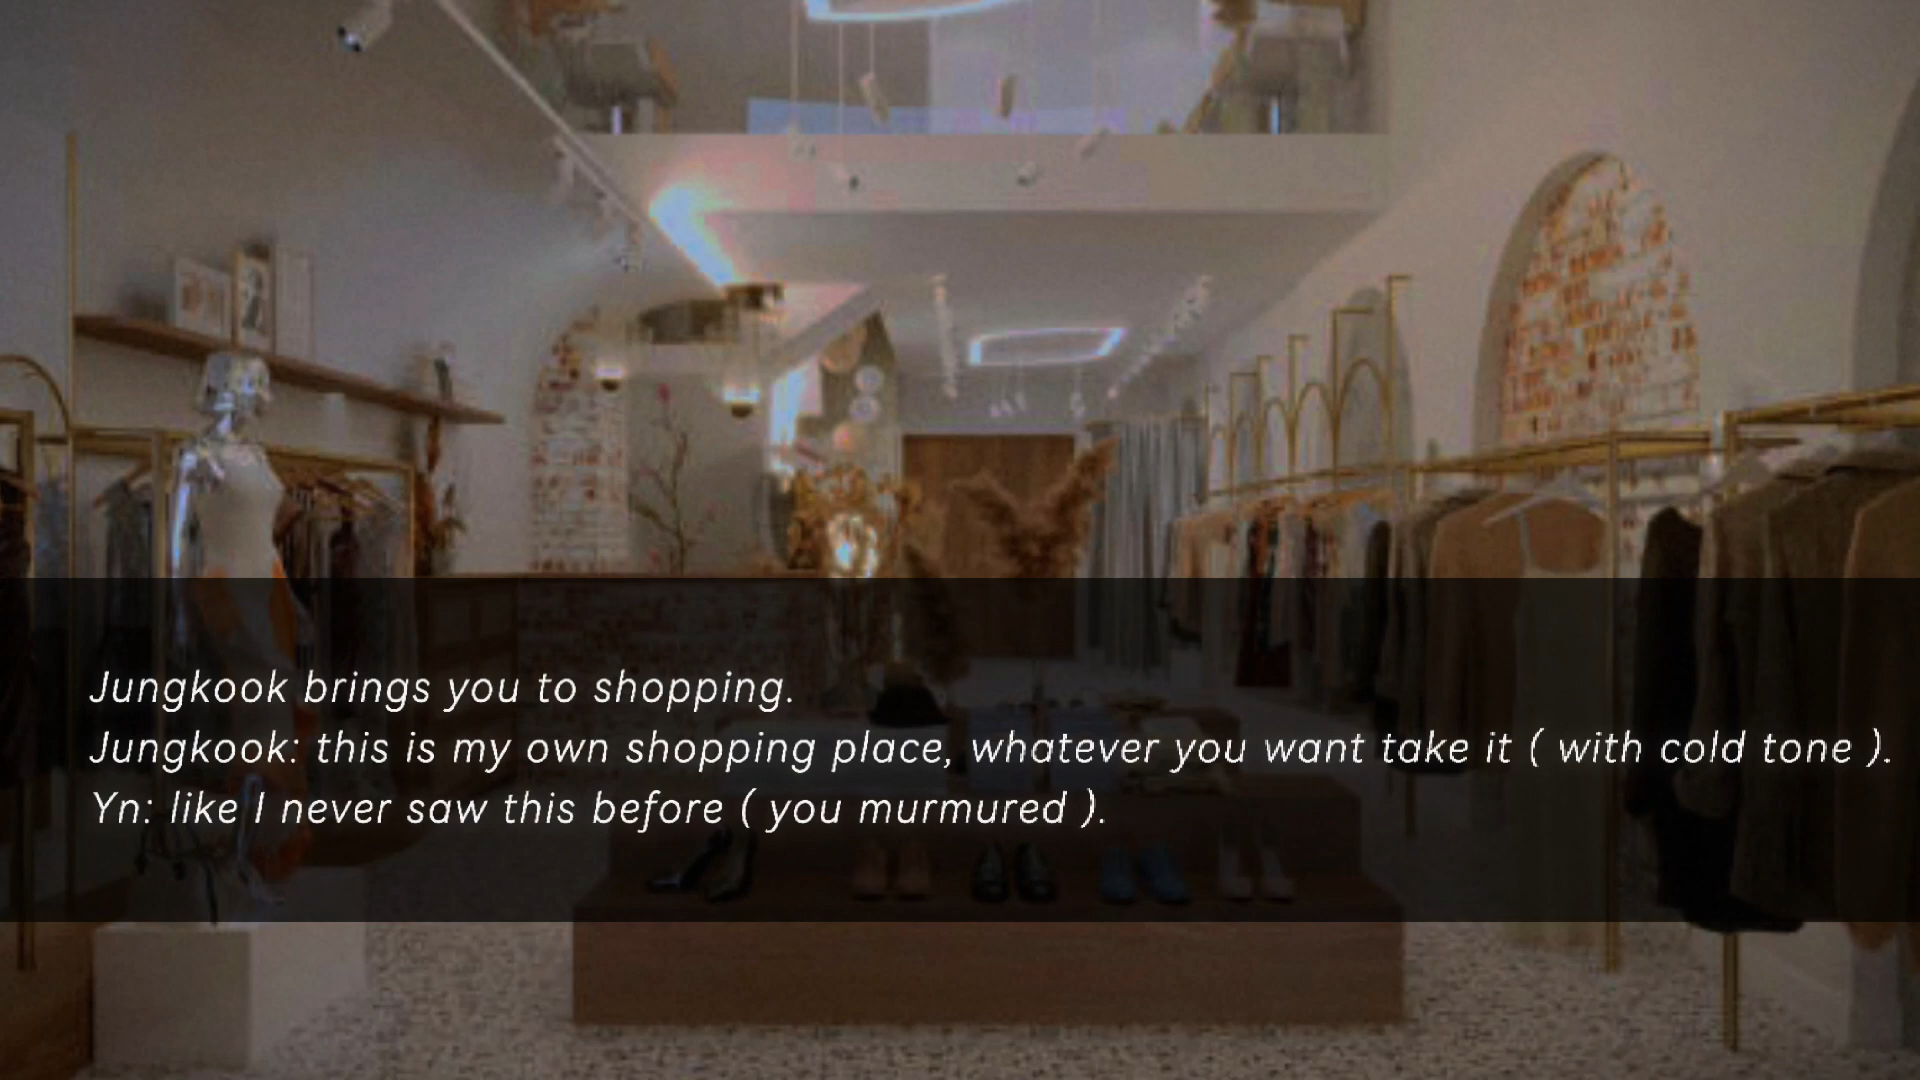 Jungkook brings you to shopping.
Jungkook: this is my own shopping place, whatever you want take it ( with cold tone ).
Yn: like I never saw this before ( you murmured ).